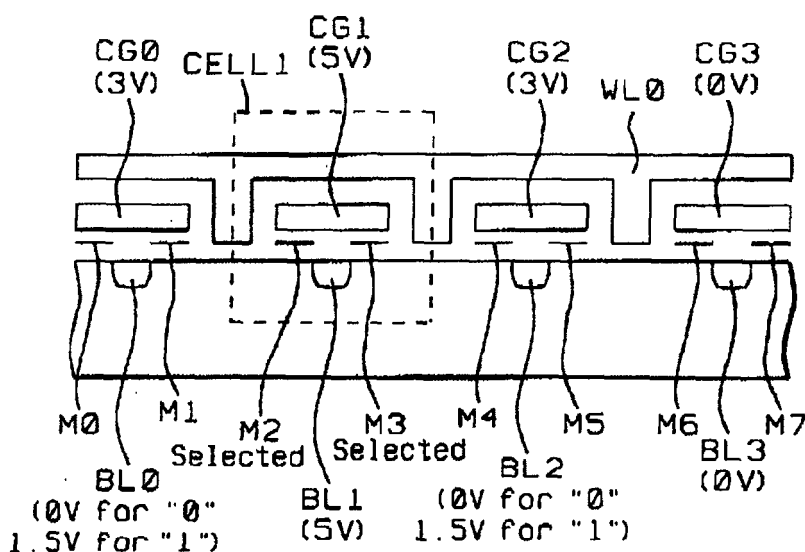 CG0
(3V)
CELL1
CG1
(5V)
CG2
(3V)
WL0
CG3
(0V)
M0
M1
M2
Selected
M3
Selected
M4
M5
M6
M7
BL0
(0V for "0"
1.5V for "1")
BL1
(5V)
BL2
(0V for "0"
1.5V for "1")
BL3
(0V)